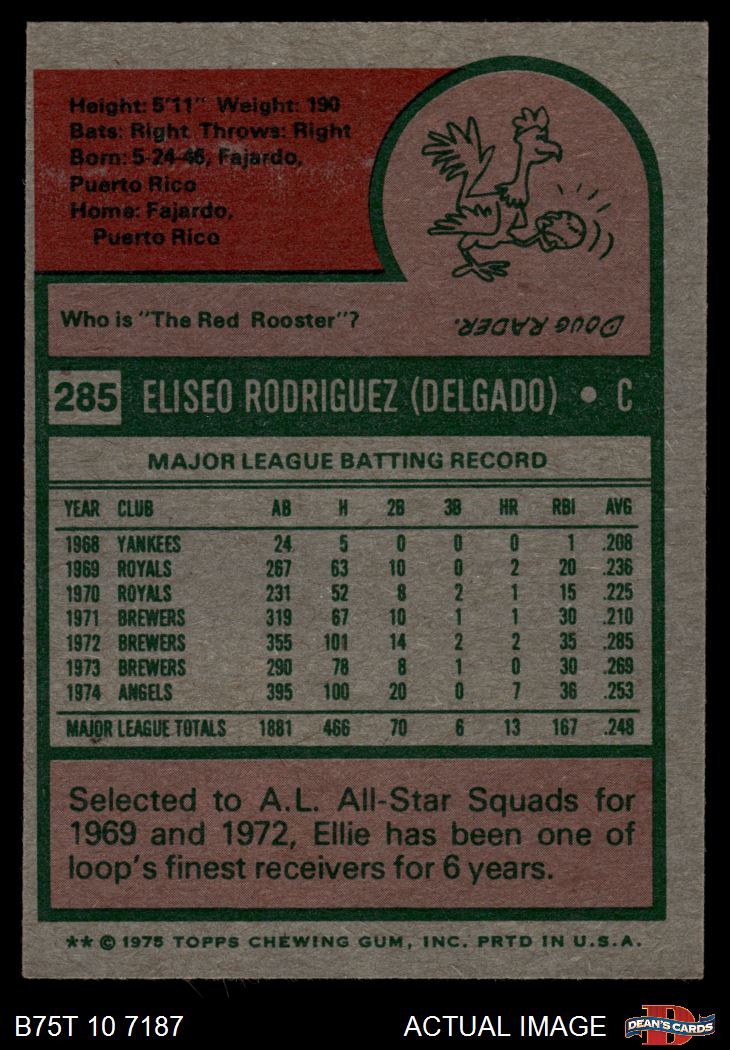 Height: 5'11" Weight: 190
Bats: Right Throws: Right
Born: 5-24-46, Fajardo,
Puerto Rico
Home: Fajardo,
Puerto Rico
Who is "The Red Rooster"?
DOUG RADER.
285 ELISEO RODRIGUEZ (DELGADO) • C
MAJOR LEAGUE BATTING RECORD
YEAR CLUB AB H 2B 3B HR RBI AVG
1968 YANKEES 24 5 0 0 0 1 .208
1969 ROYALS 267 63 10 0 2 20 .236
1970 ROYALS 231 52 8 2 1 15 .225
1971 BREWERS 319 67 10 1 1 30 .210
1972 BREWERS 355 101 14 2 2 35 .285
1973 BREWERS 290 78 8 1 0 30 .269
1974 ANGELS 395 100 20 0 7 36 .253
MAJOR LEAGUE TOTALS 1881 466 70 6 13 167 .248
Selected to A.L. All-Star Squads for
1969 and 1972, Ellie has been one of
loop's finest receivers for 6 years.
** © 1975 TOPPS CHEWING GUM, INC. PRTD IN U.S.A.
B75T 10 7187 ACTUAL IMAGE
D
DEAN'S CARDS